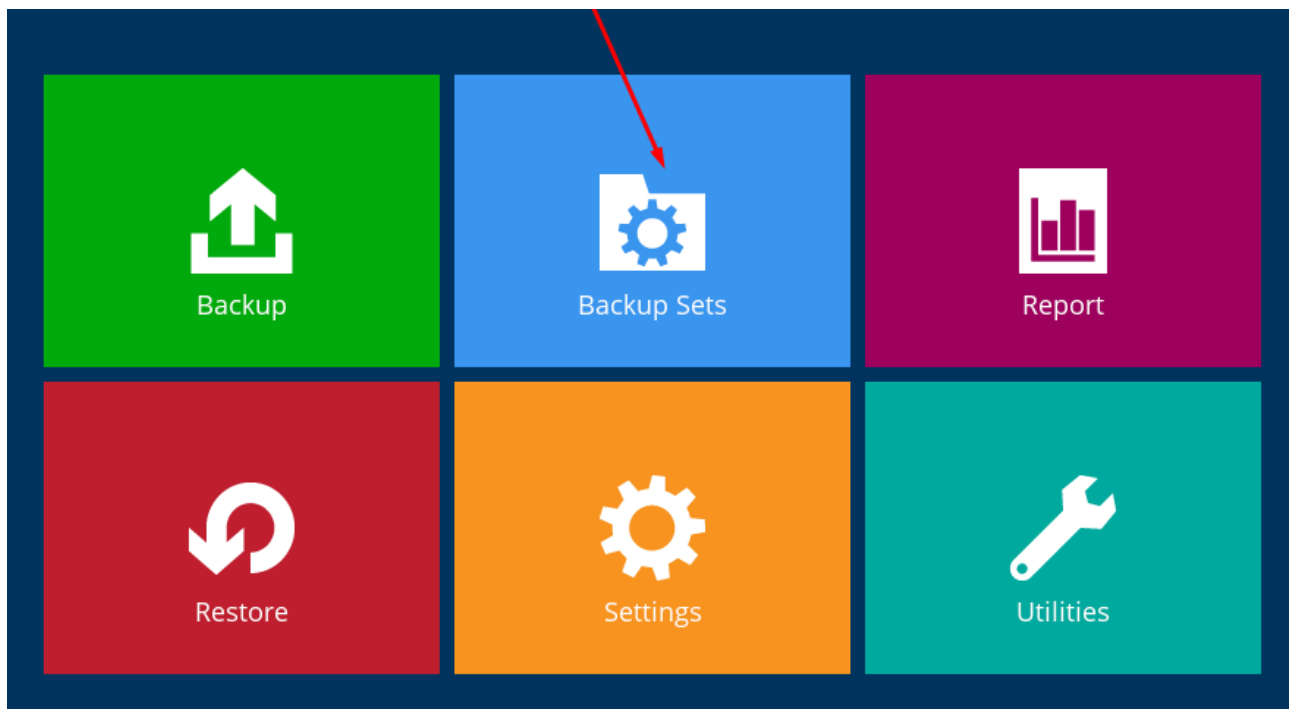 Backup
Backup Sets
Report
Restore
Settings
Utilities